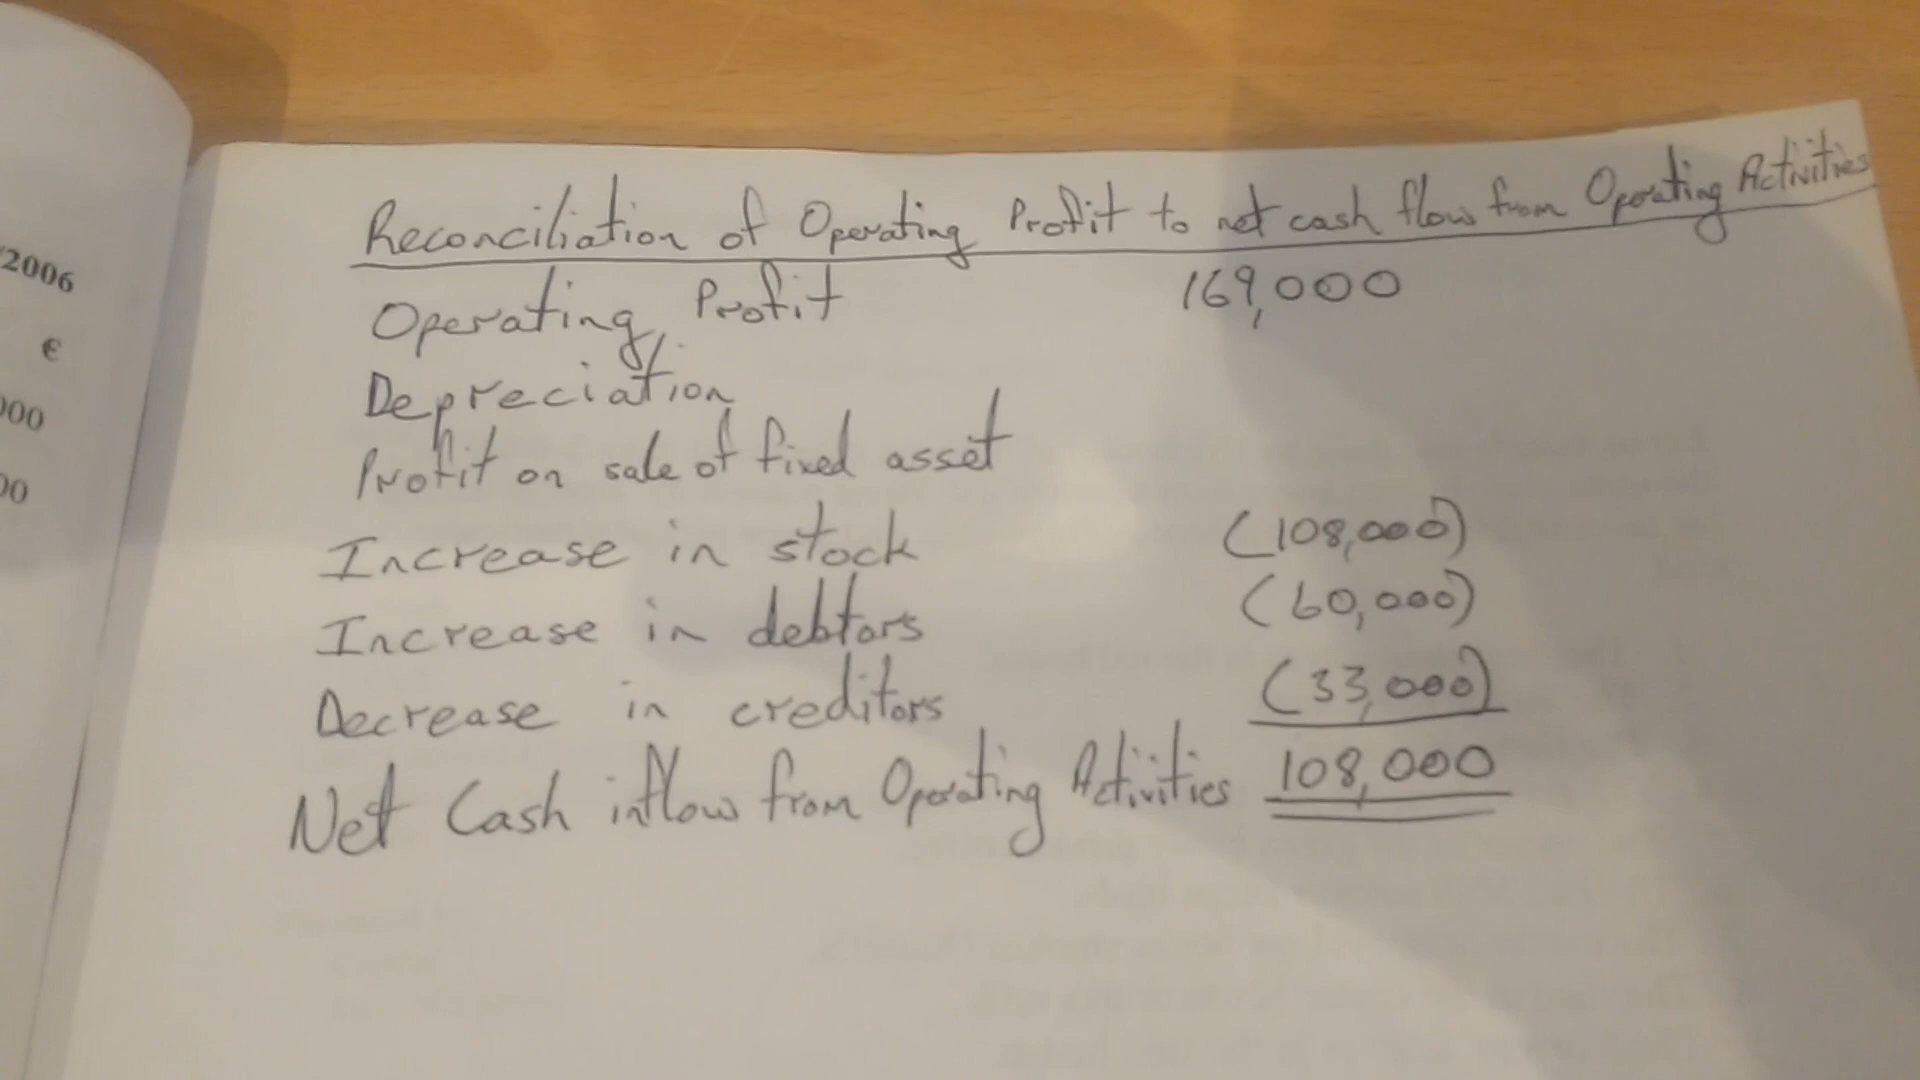 2006
€
000
00
Reconciliation of Operating Profit to net cash flow from Operating Activities
Operating Profit 169,000
Depreciation
Profit on sale of fixed asset
Increase in stock (108,000)
Increase in debtors (60,000)
Decrease in creditors (33,000)
Net Cash inflow from Operating Activities 108,000